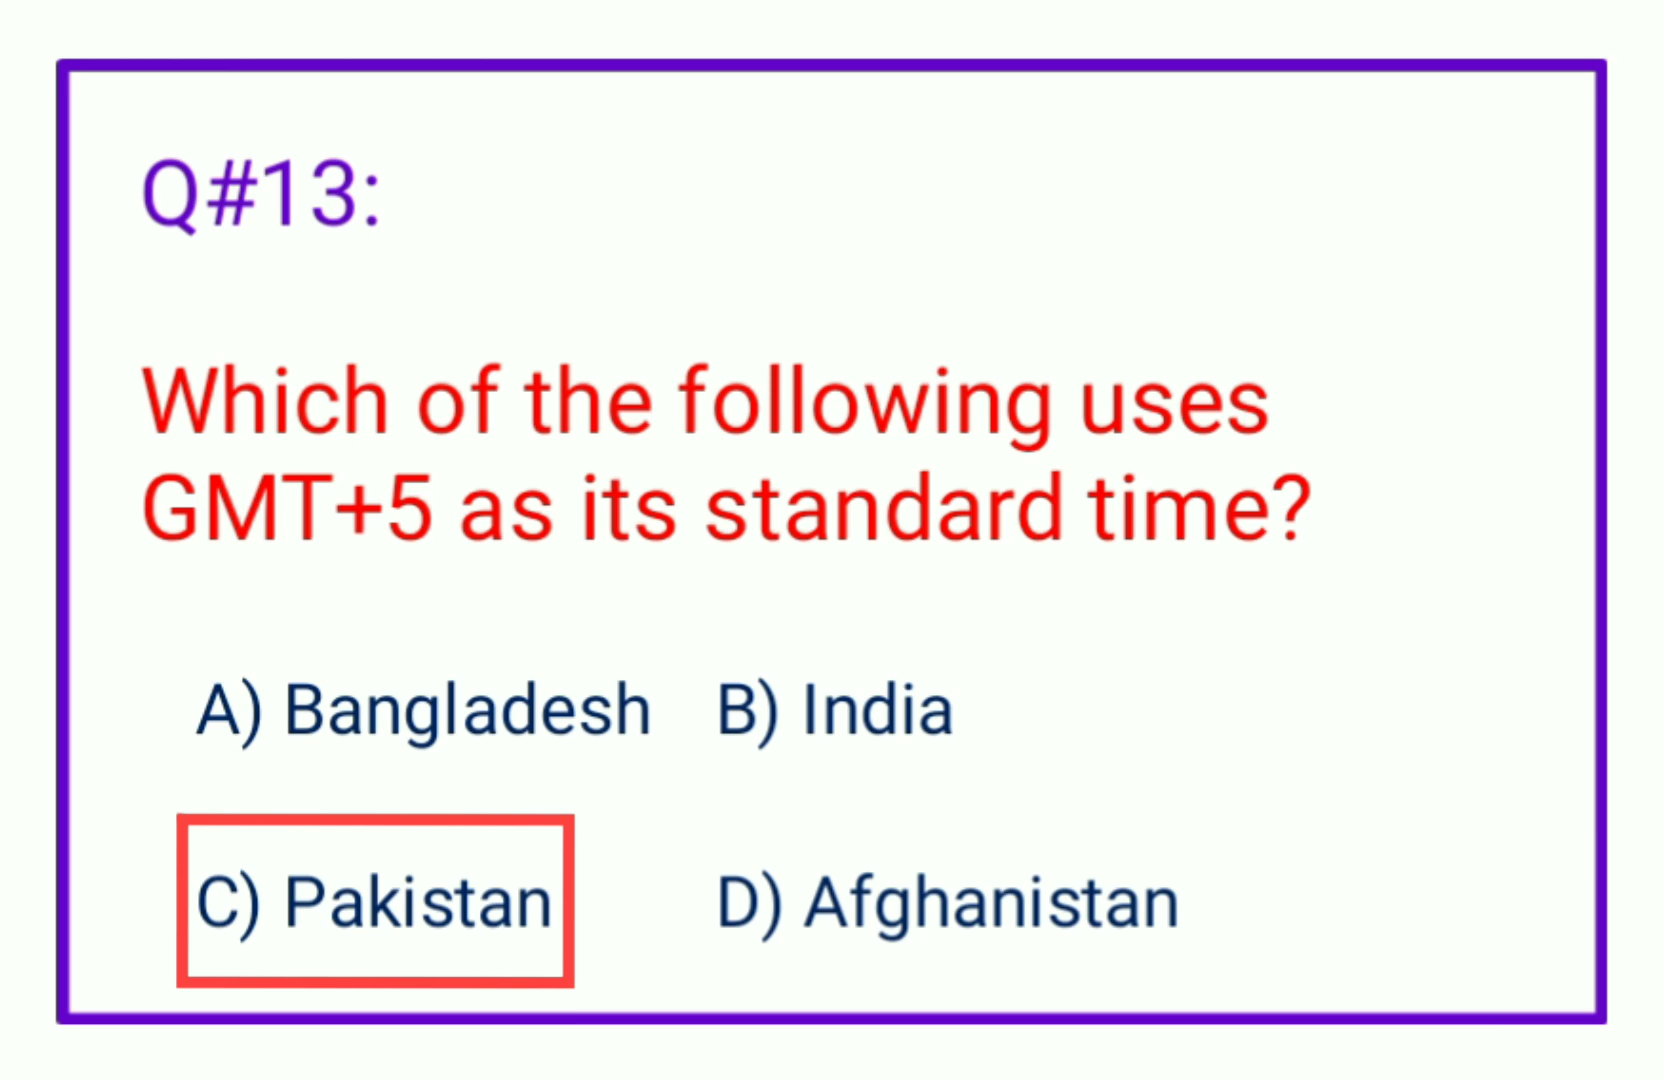 Q#13:
Which of the following uses
GMT+5 as its standard time?
A) Bangladesh B) India
C) Pakistan D) Afghanistan